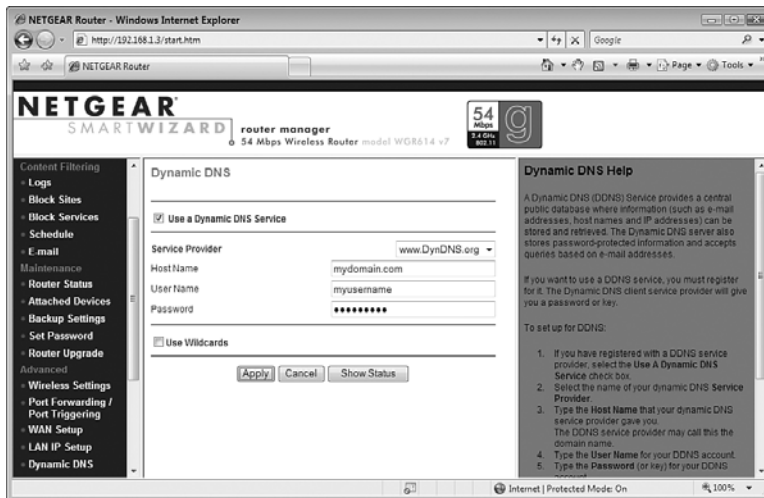 NETGEAR Router - Windows Internet Explorer
http://192.168.1.3/start.htm
Google
NETGEAR Router
Page
Tools
NETGEAR®
SMARTWIZARD
router manager
54 Mbps Wireless Router model WGR614 v7
54
Mbps
2.4 GHz
802.11
g
Content Filtering
Logs
Block Sites
Block Services
Schedule
E.mail
Maintenance
Router Status
Attached Devices
Backup Settings
Set Password
Router Upgrade
Advanced
Wireless Settings
Port Forwarding /
Port Triggering
WAN Setup
LAN IP Setup
Dynamic DNS
Dynamic DNS
Use a Dynamic DNS Service
Service Provider
www.DynDNS.org
Host Name
mydomain.com
User Name
myusername
Password
•••••••••
Use Wildcards
Apply Cancel Show Status
Dynamic DNS Help
A Dynamic DNS (DDNS) Service provides a central
public database where information (such as e-mail
addresses, host names and IP addresses) can be
stored and retrieved. The Dynamic DNS server also
stores password-protected information and accepts
queries based on e-mail addresses.
If you want to use a DDNS service, you must register
for it. The Dynamic DNS client service provider will give
you a password or key.
To set up for DDNS:
1. If you have registered with a DDNS service
provider, select the Use A Dynamic DNS
Service check box.
2. Select the name of your dynamic DNS Service
Provider.
3. Type the Host Name that your dynamic DNS
service provider gave you.
The DDNS service provider may call this the
domain name.
4. Type the User Name for your DDNS account.
5. Type the Password (or key) for your DDNS
account.
Internet | Protected Mode: On
100%